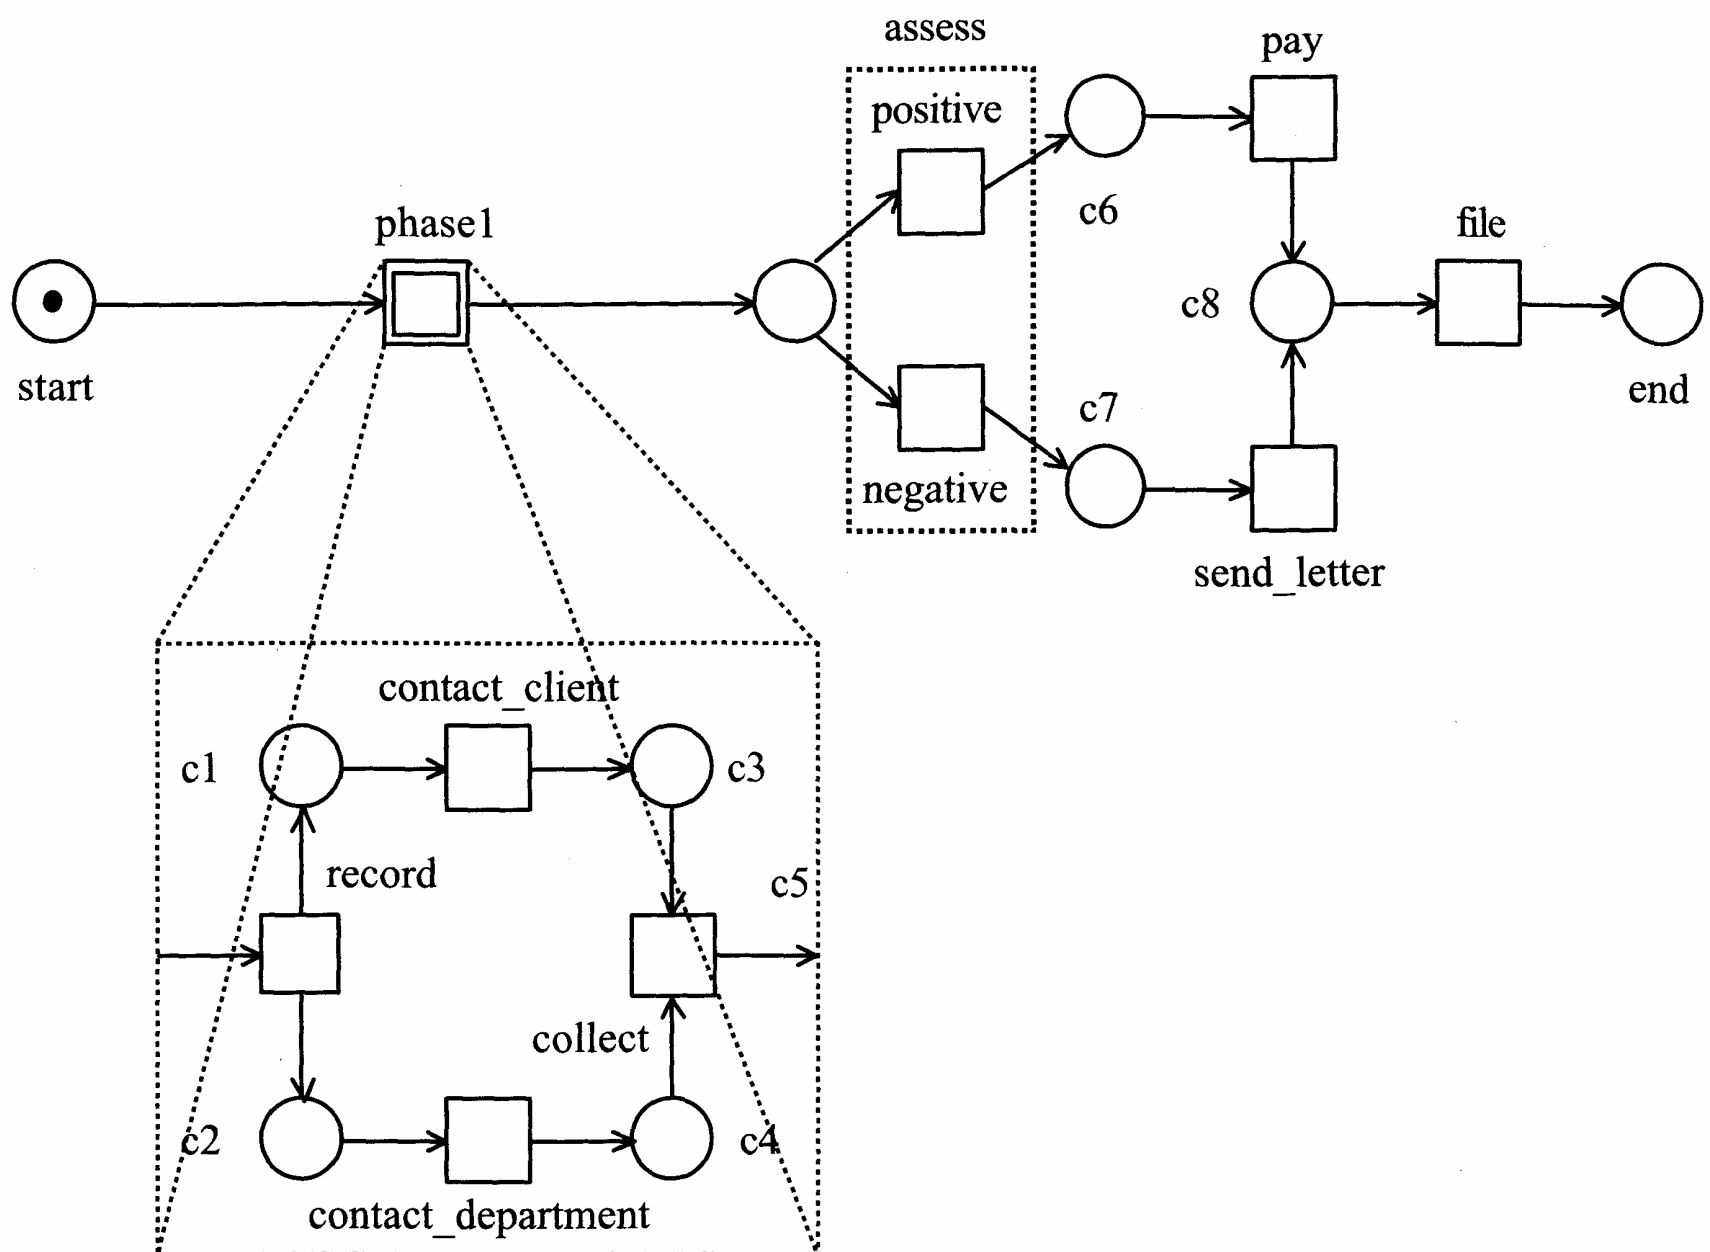 assess
pay
positive
phase1
c6
file
c8
start
c7
end
negative
send_letter
contact_client
c1
c3
record
c5
collect
c2
c4
contact_department